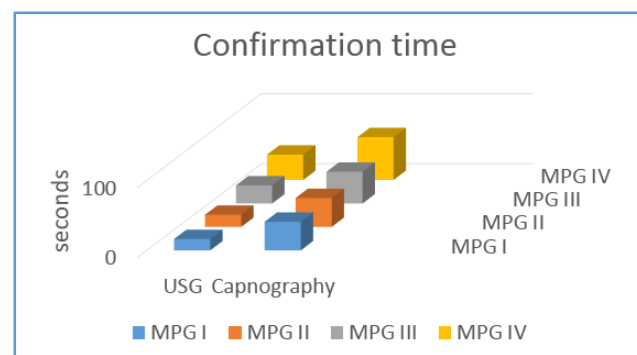 Confirmation time
seconds
100
0
MPG IV
MPG III
MPG II
MPG I
USG Capnography
MPG I MPG II MPG III MPG IV